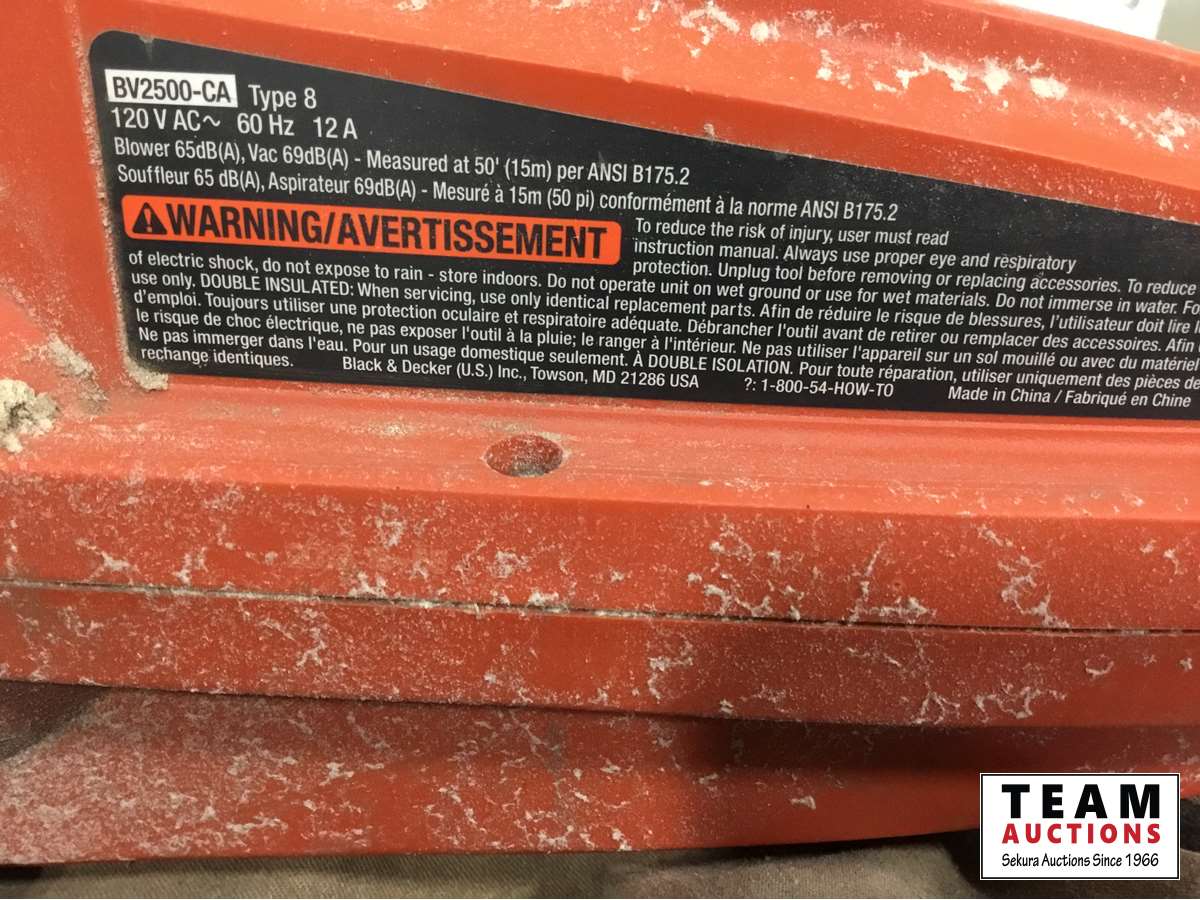 BV2500-CA Type 8
120 V AC~ 60 Hz 12 A
Blower 65dB(A), Vac 69dB(A) - Measured at 50' (15m) per ANSI B175.2
Souffleur 65 dB(A), Aspirateur 69dB(A) - Mesuré à 15m (50 pi) conformément à la norme ANSI B175.2
WARNING/AVERTISSEMENT
To reduce the risk of injury, user must read
instruction manual. Always use proper eye and respiratory
protection. Unplug tool before removing or replacing accessories. To reduce
of electric shock, do not expose to rain - store indoors. Do not operate unit on wet ground or use for wet materials. Do not immerse in water. Fo
use only. DOUBLE INSULATED: When servicing, use only identical replacement parts. Afin de réduire le risque de blessures, l'utilisateur doit lire
d'emploi. Toujours utiliser une protection oculaire et respiratoire adéquate. Débrancher l'outil avant de retirer ou remplacer des accessoires. Afin
le risque de choc électrique, ne pas exposer l'outil à la pluie; le ranger à l'intérieur. Ne pas utiliser l'appareil sur un sol mouillé ou avec du matérie
Ne pas immerger dans l'eau. Pour un usage domestique seulement. À DOUBLE ISOLATION. Pour toute réparation, utiliser uniquement des pièces de
rechange identiques. Black & Decker (U.S.) Inc., Towson, MD 21286 USA ?: 1-800-54-HOW-TO Made in China / Fabriqué en Chine
TEAM
AUCTIONS
Sekura Auctions Since 1966